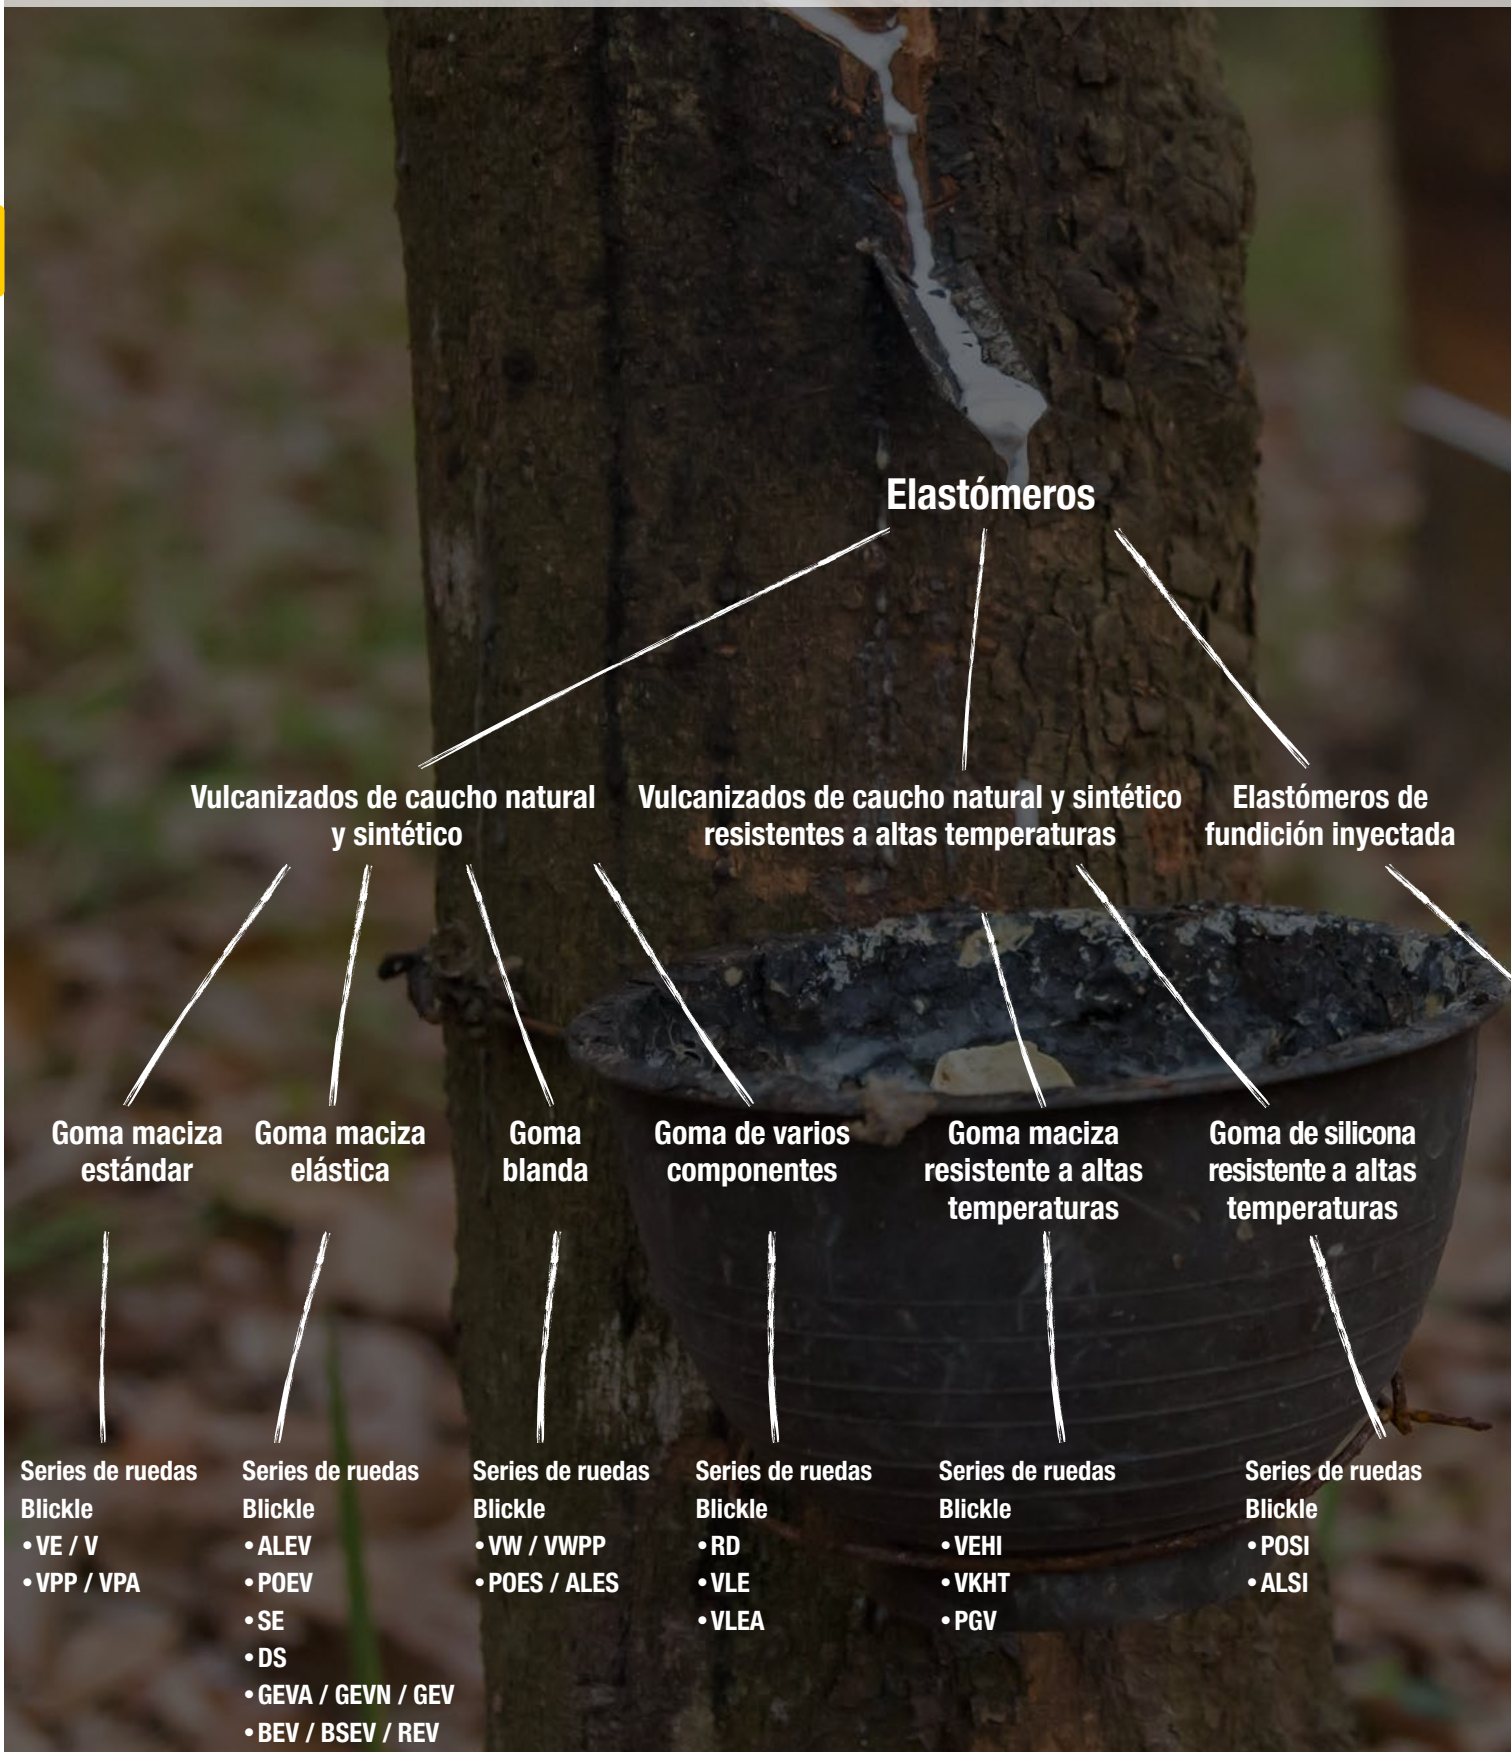 Elastómeros
Vulcanizados de caucho natural
y sintético
Vulcanizados de caucho natural y sintético
resistentes a altas temperaturas
Elastómeros de
fundición inyectada
Goma maciza
estándar
Goma maciza
elástica
Goma
blanda
Goma de varios
componentes
Goma maciza
resistente a altas
temperaturas
Goma de silicona
resistente a altas
temperaturas
Series de ruedas
Blickle
• VE / V
• VPP / VPA
Series de ruedas
Blickle
• ALEV
• POEV
• SE
• DS
• GEVA / GEVN / GEV
• BEV / BSEV / REV
Series de ruedas
Blickle
• VW / VWPP
• POES / ALES
Series de ruedas
Blickle
• RD
• VLE
• VLEA
Series de ruedas
Blickle
• VEHI
• VKHT
• PGV
Series de ruedas
Blickle
• POSI
• ALSI